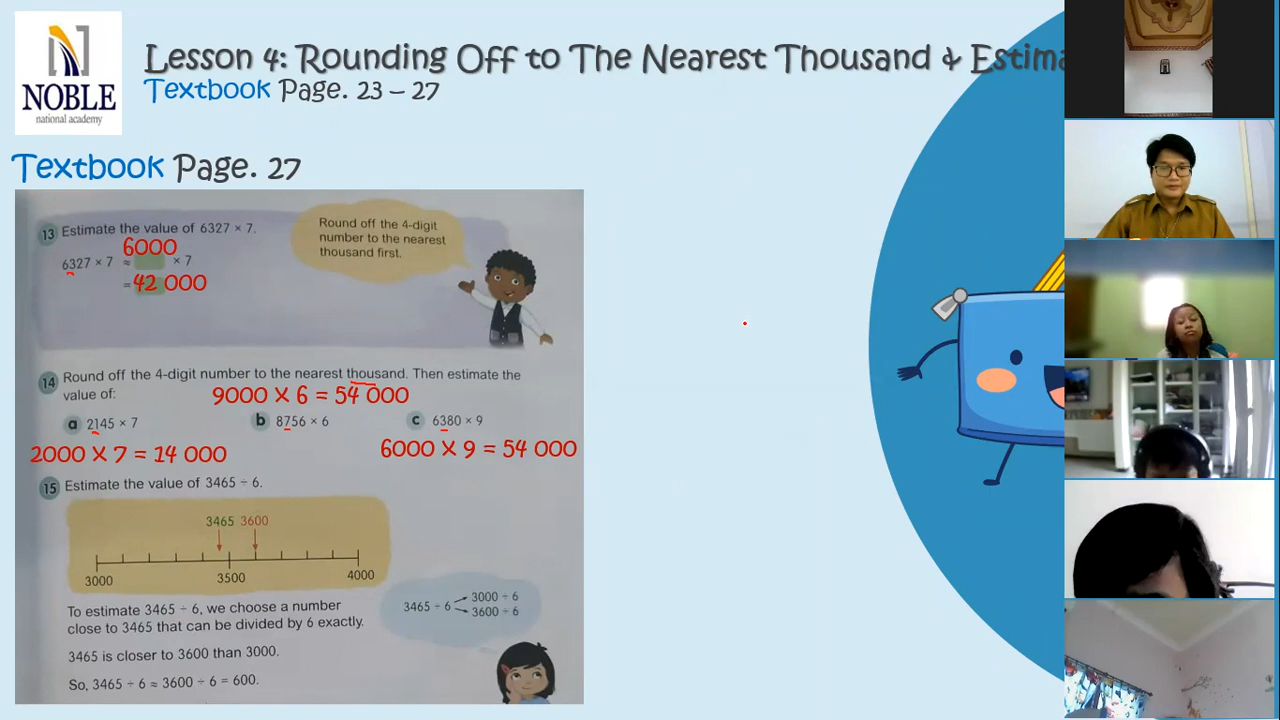 NOBLE
national academy
Lesson 4: Rounding Off to The Nearest Thousand & Estima
Textbook Page. 23 – 27
Textbook Page. 27
13 Estimate the value of 6327 × 7.
6000
6327 × 7 ≈ × 7
= 42 000
Round off the 4-digit
number to the nearest
thousand first.
14 Round off the 4-digit number to the nearest thousand. Then estimate the
value of:
9000 X 6 = 54 000
a 2145 × 7 b 8756 × 6 c 6380 × 9
2000 X 7 = 14 000
6000 X 9 = 54 000
15 Estimate the value of 3465 ÷ 6.
3465 3600
3000 3500 4000
To estimate 3465 ÷ 6, we choose a number
close to 3465 that can be divided by 6 exactly.
3465 is closer to 3600 than 3000.
So, 3465 ÷ 6 ≈ 3600 ÷ 6 = 600.
3465 ÷ 6
3000 ÷ 6
3600 ÷ 6